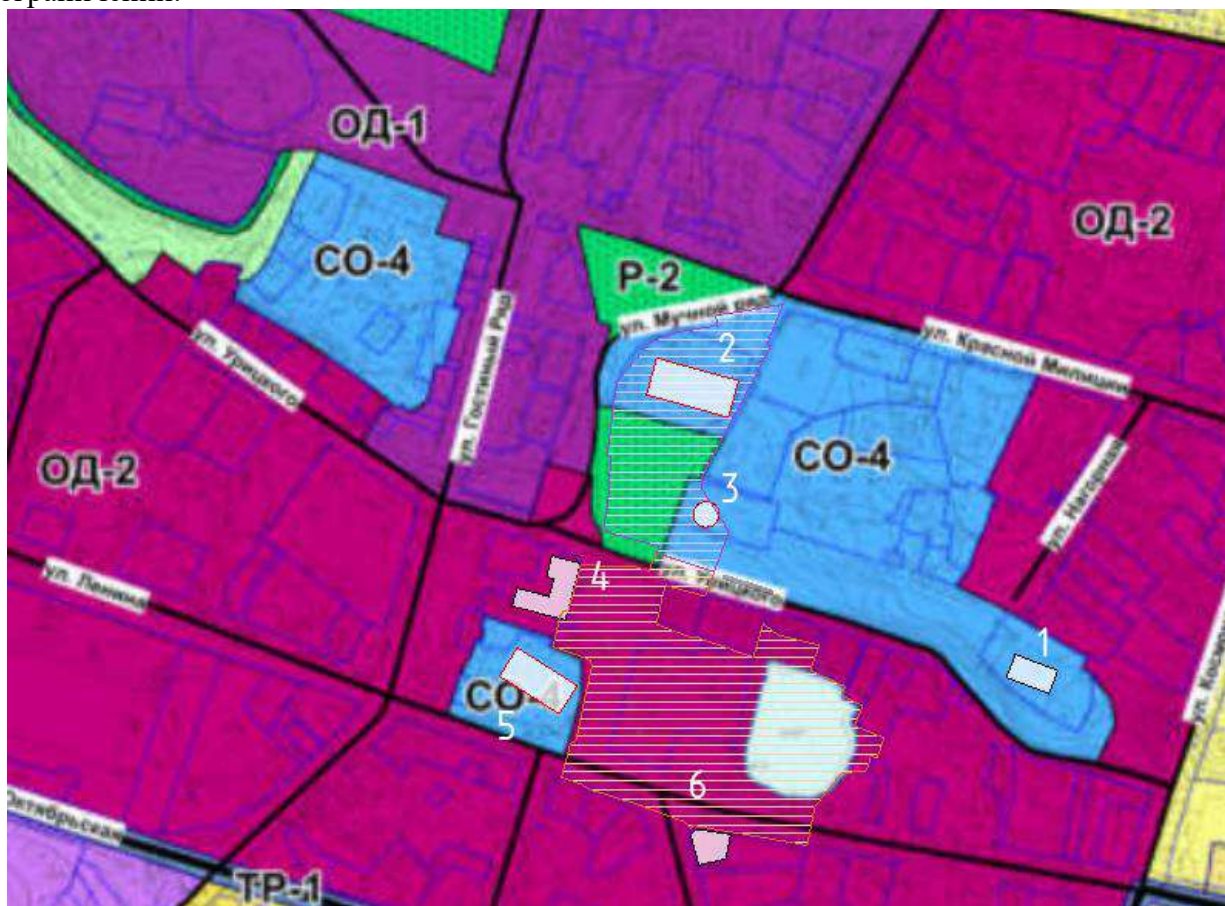 ОД-1
ОД-2
СО-4
Р-2
ул. Мучной ряд
ул. Красной Милиции
2
ул. Урицкого
ул. Гостиный Ряд
СО-4
ОД-2
3
ул. Нагорная
ул. Ленина
4
ул. Урицкого
1
СО-4
5
6
Октябрьская
ТР-1